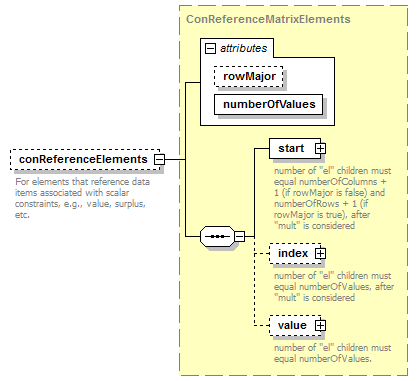 ConReferenceMatrixElements
attributes
rowMajor
numberOfValues
conReferenceElements
For elements that reference data
items associated with scalar
constraints, e.g., value, surplus,
etc.
start
number of "el" children must
equal numberOfColumns +
1 (if rowMajor is false) and
numberOfRows + 1 (if
rowMajor is true), after
"mult" is considered
index
number of "el" children must
equal numberOfValues, after
"mult" is considered
value
number of "el" children must
equal numberOfValues.